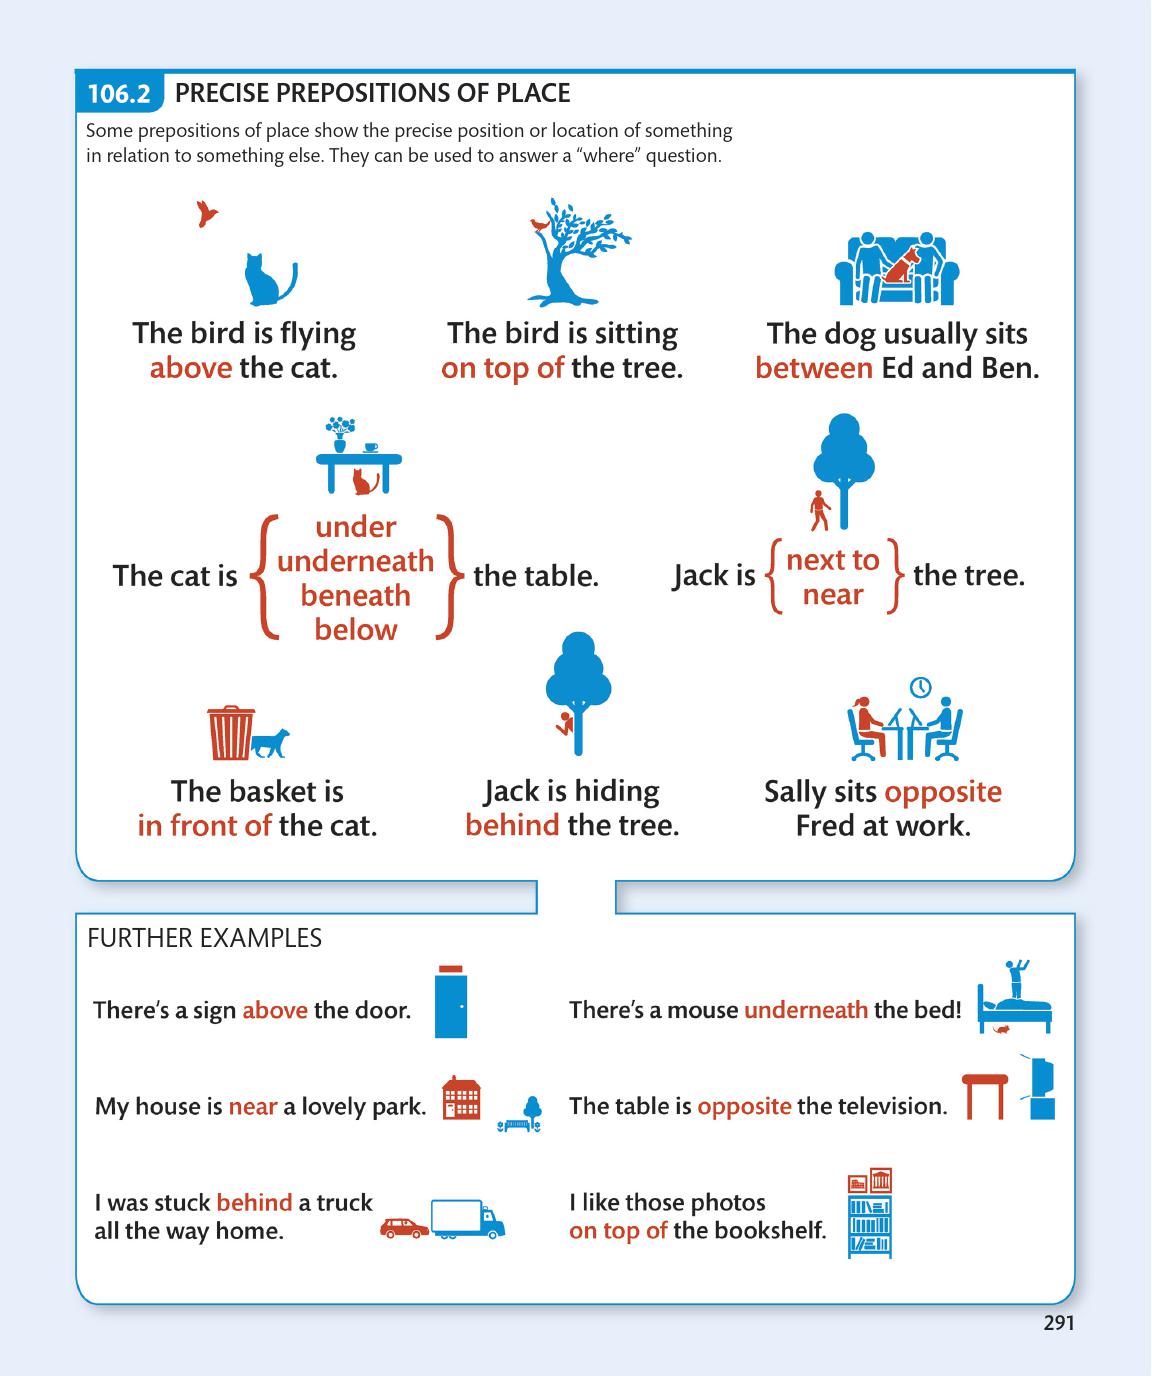 106.2 PRECISE PREPOSITIONS OF PLACE
Some prepositions of place show the precise position or location of something
in relation to something else. They can be used to answer a “where” question.
The bird is flying
above the cat.
The bird is sitting
on top of the tree.
The dog usually sits
between Ed and Ben.
The cat is { under
underneath
beneath
below } the table.
Jack is { next to
near } the tree.
The basket is
in front of the cat.
Jack is hiding
behind the tree.
Sally sits opposite
Fred at work.
FURTHER EXAMPLES
There’s a sign above the door.
There’s a mouse underneath the bed!
My house is near a lovely park.
The table is opposite the television.
I was stuck behind a truck
all the way home.
I like those photos
on top of the bookshelf.
291